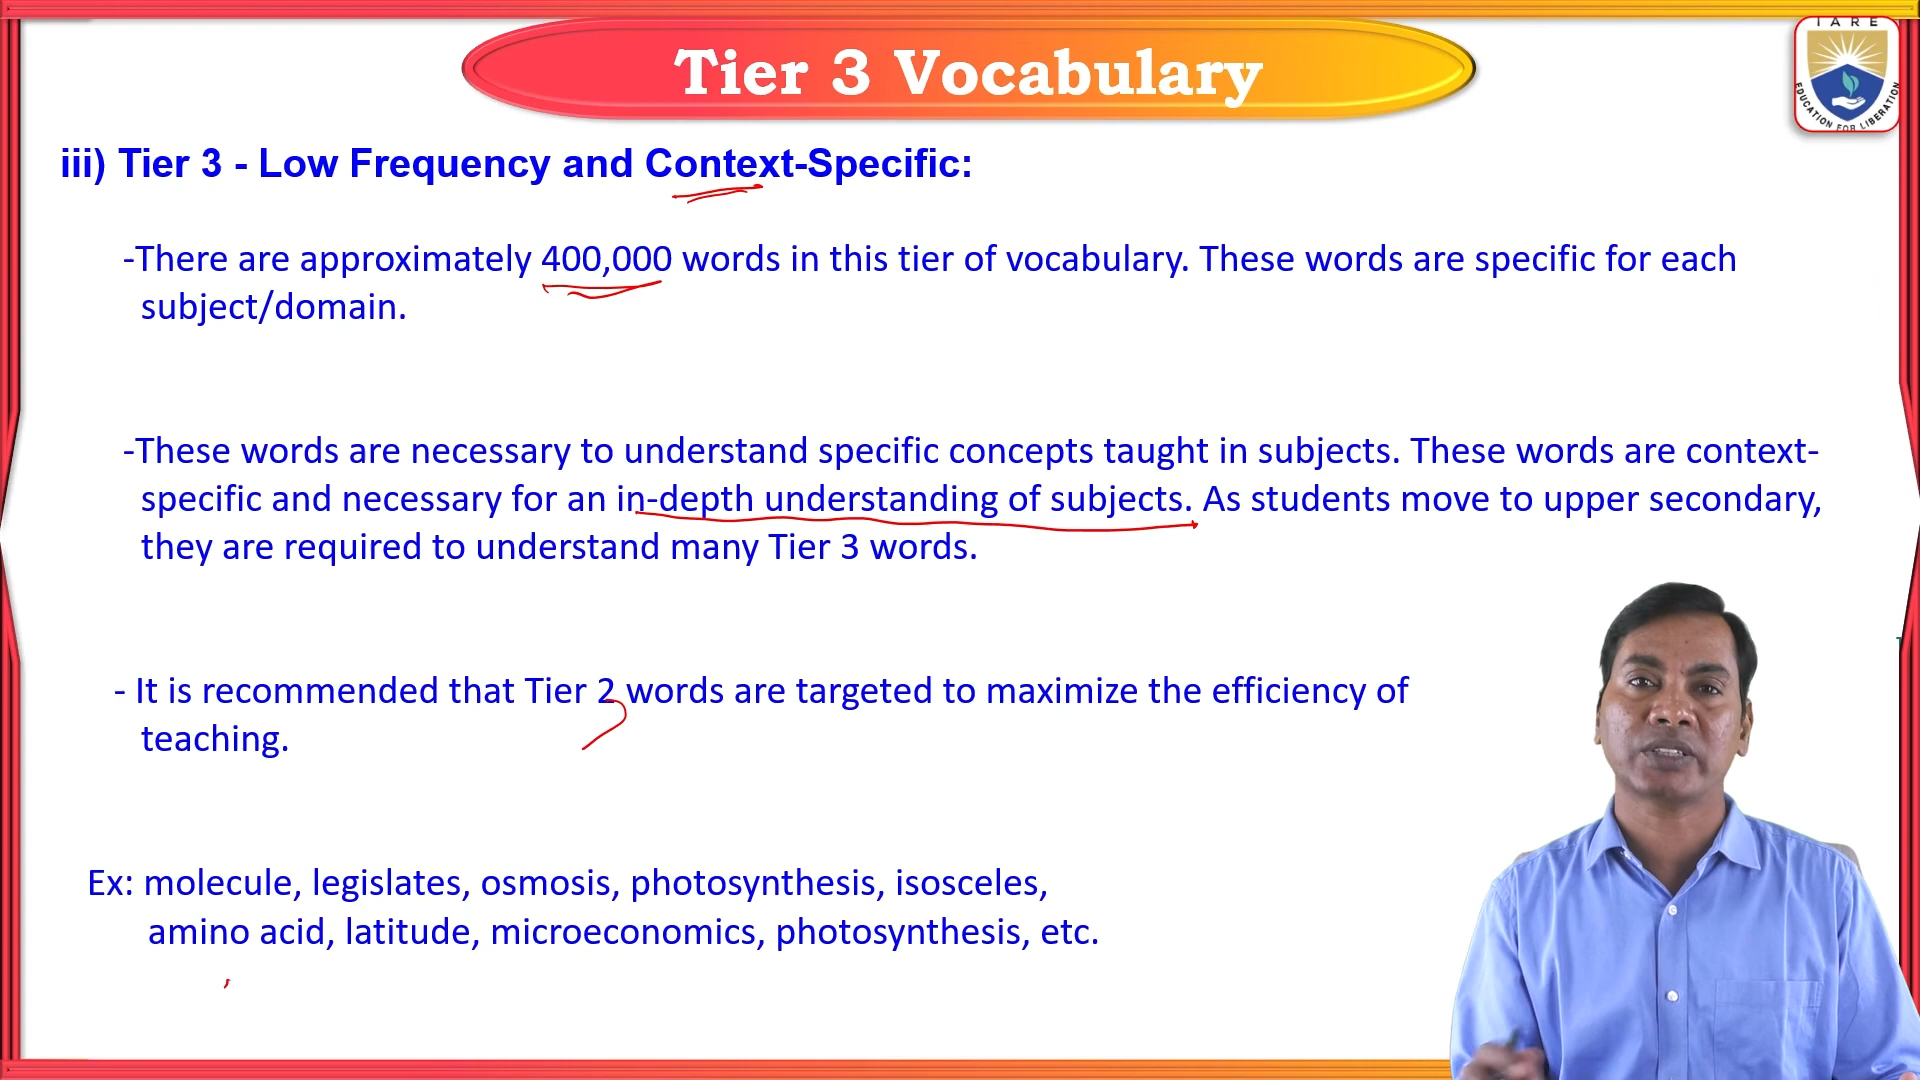 Tier 3 Vocabulary
IARE
EDUCATION FOR LIBERATION
iii) Tier 3 - Low Frequency and Context-Specific:
-There are approximately 400,000 words in this tier of vocabulary. These words are specific for each
subject/domain.
-These words are necessary to understand specific concepts taught in subjects. These words are context-
specific and necessary for an in-depth understanding of subjects. As students move to upper secondary,
they are required to understand many Tier 3 words.
- It is recommended that Tier 2 words are targeted to maximize the efficiency of
teaching.
Ex: molecule, legislates, osmosis, photosynthesis, isosceles,
amino acid, latitude, microeconomics, photosynthesis, etc.